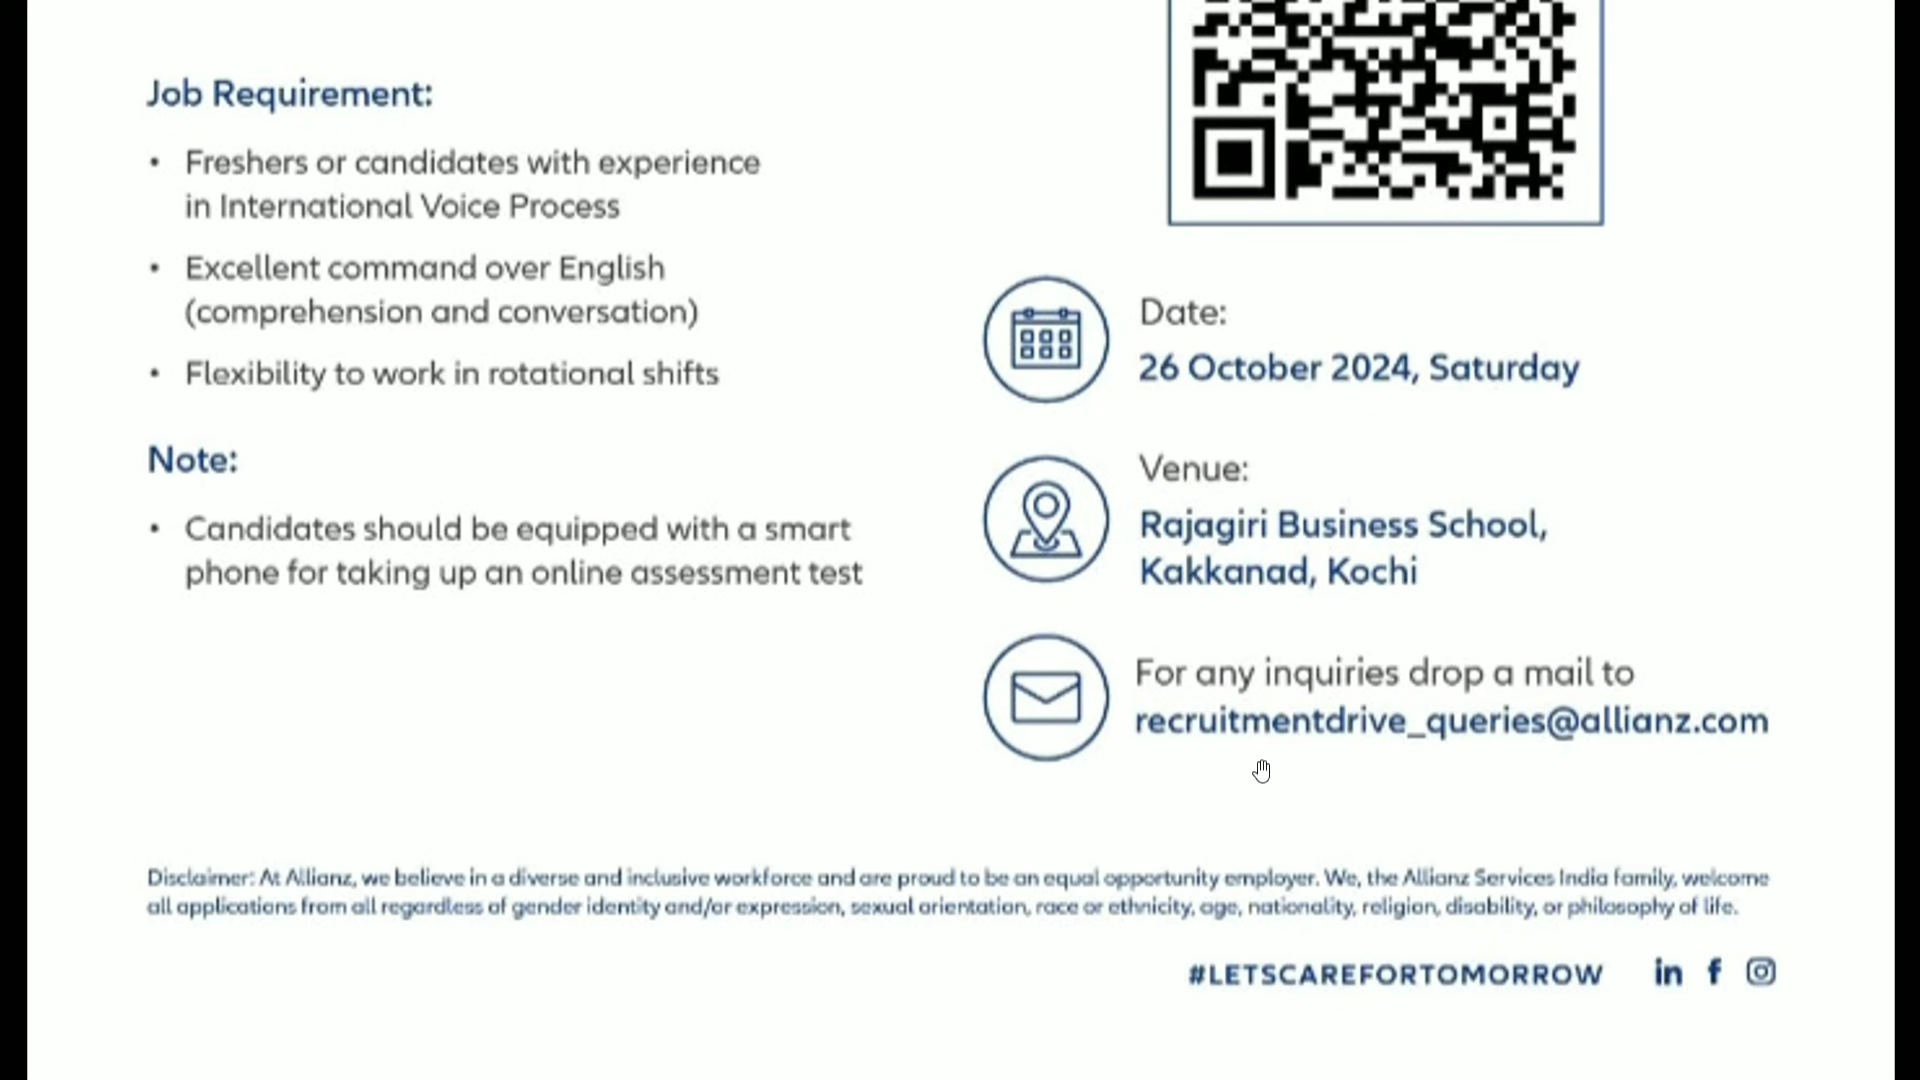 Job Requirement:
• Freshers or candidates with experience
in International Voice Process
• Excellent command over English
(comprehension and conversation)
• Flexibility to work in rotational shifts
Note:
• Candidates should be equipped with a smart
phone for taking up an online assessment test
Date:
26 October 2024, Saturday
Venue:
Rajagiri Business School,
Kakkanad, Kochi
For any inquiries drop a mail to
recruitmentdrive_queries@allianz.com
Disclaimer: At Allianz, we believe in a diverse and inclusive workforce and are proud to be an equal opportunity employer. We, the Allianz Services India family, welcome
all applications from all regardless of gender identity and/or expression, sexual orientation, race or ethnicity, age, nationality, religion, disability, or philosophy of life.
#LETSCAREFORTOMORROW in f